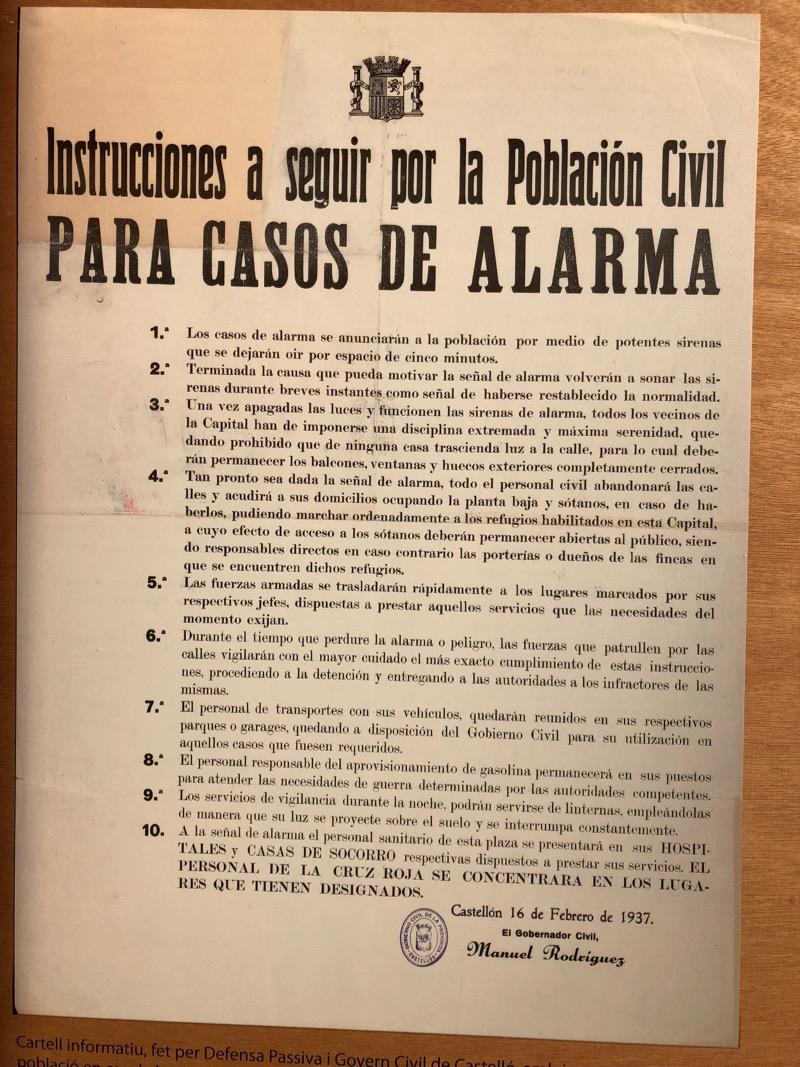 Instrucciones a seguir por la Población Civil
PARA CASOS DE ALARMA
1.ª Los casos de alarma se anunciarán a la población por medio de potentes sirenas
que se dejarán oir por espacio de cinco minutos.
2.ª Terminada la causa que pueda motivar la señal de alarma volverán a sonar las si-
renas durante breves instantes como señal de haberse restablecido la normalidad.
3.ª Una vez apagadas las luces y funcionen las sirenas de alarma, todos los vecinos de
la Capital han de imponerse una disciplina extremada y máxima serenidad, que-
dando prohibido que de ninguna casa trascienda luz a la calle, para lo cual debe-
rán permanecer los balcones, ventanas y huecos exteriores completamente cerrados.
4.ª Tan pronto sea dada la señal de alarma, todo el personal civil abandonará las ca-
lles y acudirá a sus domicilios ocupando la planta baja y sótanos, en caso de ha-
berlos, pudiendo marchar ordenadamente a los refugios habilitados en esta Capital,
a cuyo efecto de acceso a los sótanos deberán permanecer abiertas al público, sien-
do responsables directos en caso contrario las porterías o dueños de las fincas en
que se encuentren dichos refugios.
5.ª Las fuerzas armadas se trasladarán rápidamente a los lugares marcados por sus
respectivos jefes, dispuestas a prestar aquellos servicios que las necesidades del
momento exijan.
6.ª Durante el tiempo que perdure la alarma o peligro, las fuerzas que patrullen por las
calles vigilarán con el mayor cuidado el más exacto cumplimiento de estas instruccio-
nes, procediendo a la detención y entregando a las autoridades a los infractores de las
mismas.
7.ª El personal de transportes con sus vehículos, quedarán reunidos en sus respectivos
parques o garages, quedando a disposición del Gobierno Civil para su utilización en
aquellos casos que fuesen requeridos.
8.ª El personal responsable del aprovisionamiento de gasolina permanecerá en sus puestos
para atender las necesidades de guerra determinadas por las autoridades competentes.
9.ª Los servicios de vigilancia durante la noche, podrán servirse de linternas, empleándolas
de manera que su luz se proyecte sobre el suelo y se interrumpa constantemente.
10. A la señal de alarma el personal sanitario de esta plaza se presentará en sus HOSPI-
TALES y CASAS DE SOCORRO respectivas dispuestos a prestar sus servicios. EL
PERSONAL DE LA CRUZ ROJA SE CONCENTRARA EN LOS LUGA-
RES QUE TIENEN DESIGNADOS.
Castellón 16 de Febrero de 1937.
El Gobernador Civil,
Manuel Rodríguez
GOBIERNO CIVIL DE LA PROVINCIA
CASTELLÓN
Cartell informatiu, fet per Defensa Passiva i Govern Civil de Castelló,
població en